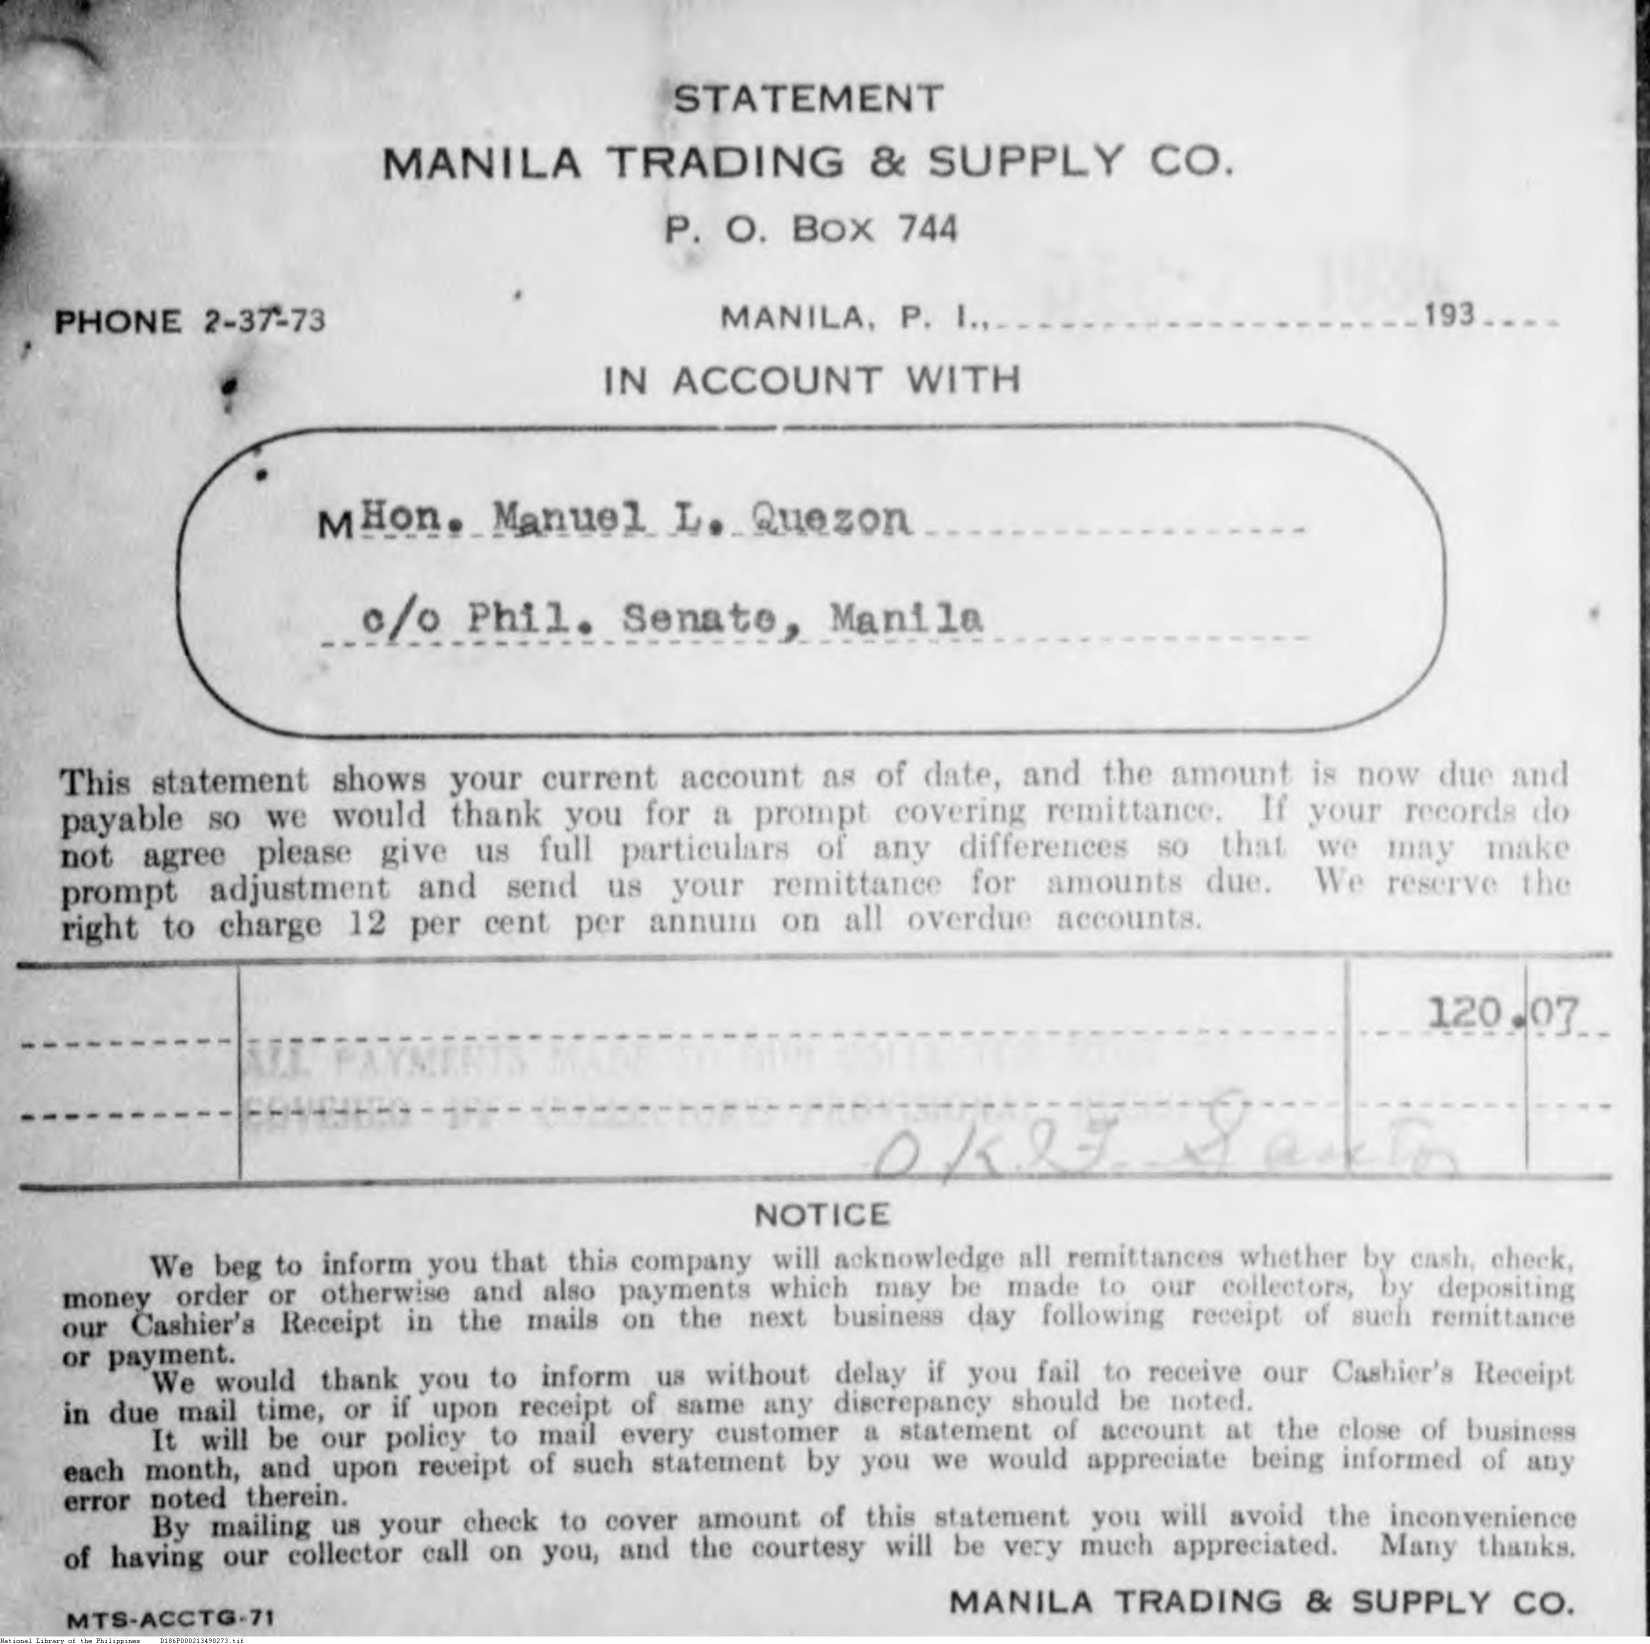 STATEMENT
MANILA TRADING & SUPPLY CO.
P. O. BOX 744
PHONE 2-37-73
MANILA, P. I., 193
IN ACCOUNT WITH
M Hon. Manuel L. Quezon
c/o Phil. Senate, Manila
This statement shows your current account as of date, and the amount is now due and
payable so we would thank you for a prompt covering remittance. If your records do
not agree please give us full particulars of any differences so that we may make
prompt adjustment and send us your remittance for amounts due. We reserve the
right to charge 12 per cent per annum on all overdue accounts.
120.07
ALL PAYMENTS MADE TO OUR
OK
NOTICE
We beg to inform you that this company will acknowledge all remittances whether by cash, check,
money order or otherwise and also payments which may be made to our collectors, by depositing
our Cashier's Receipt in the mails on the next business day following receipt of such remittance
or payment.
We would thank you to inform us without delay if you fail to receive our Cashier's Receipt
in due mail time, or if upon receipt of same any discrepancy should be noted.
It will be our policy to mail every customer a statement of account at the close of business
each month, and upon receipt of such statement by you we would appreciate being informed of any
error noted therein.
By mailing us your check to cover amount of this statement you will avoid the inconvenience
of having our collector call on you, and the courtesy will be very much appreciated. Many thanks.
MANILA TRADING & SUPPLY CO.
MTS-ACCTG-71
National Library of the Philippines D186P000213490273.tif